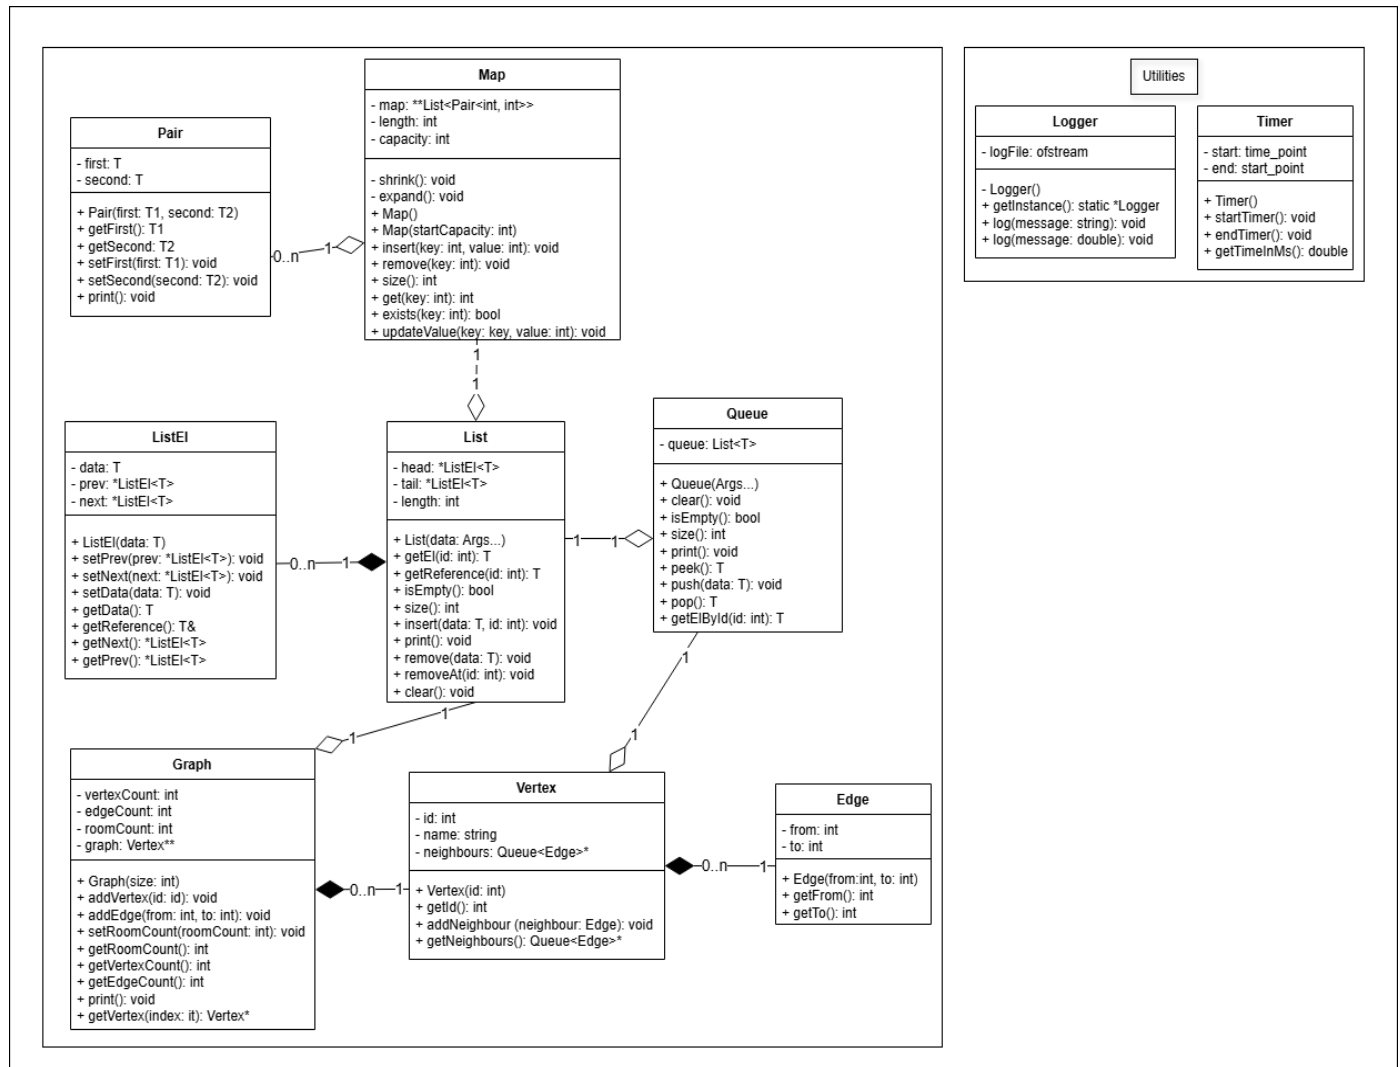 Map
- map: **List<Pair<int, int>>
- length: int
- capacity: int
- shrink(): void
- expand(): void
+ Map()
+ Map(startCapacity: int)
+ insert(key: int, value: int): void
+ remove(key: int): void
+ size(): int
+ get(key: int): int
+ exists(key: int): bool
+ updateValue(key: key, value: int): void
Pair
- first: T
- second: T
+ Pair(first: T1, second: T2)
+ getFirst(): T1
+ getSecond: T2
+ setFirst(first: T1): void
+ setSecond(second: T2): void
+ print(): void
0..n
1
1
1
ListEl
- data: T
- prev: *ListEl<T>
- next: *ListEl<T>
+ ListEl(data: T)
+ setPrev(prev: *ListEl<T>): void
+ setNext(next: *ListEl<T>): void
+ setData(data: T): void
+ getData(): T
+ getReference(): T&
+ getNext(): *ListEl<T>
+ getPrev(): *ListEl<T>
0..n
1
List
- head: *ListEl<T>
- tail: *ListEl<T>
- length: int
+ List(data: Args...)
+ getEl(id: int): T
+ getReference(id: int): T
+ isEmpty(): bool
+ size(): int
+ insert(data: T, id: int): void
+ print(): void
+ remove(data: T): void
+ removeAt(id: int): void
+ clear(): void
1
1
Queue
- queue: List<T>
+ Queue(Args...)
+ clear(): void
+ isEmpty(): bool
+ size(): int
+ print(): void
+ peek(): T
+ push(data: T): void
+ pop(): T
+ getElById(id: int): T
1
1
1
1
Graph
- vertexCount: int
- edgeCount: int
- roomCount: int
- graph: Vertex**
+ Graph(size: int)
+ addVertex(id: id): void
+ addEdge(from: int, to: int): void
+ setRoomCount(roomCount: int): void
+ getRoomCount(): int
+ getVertexCount(): int
+ getEdgeCount(): int
+ print(): void
+ getVertex(index: it): Vertex*
0..n
1
Vertex
- id: int
- name: string
- neighbours: Queue<Edge>*
+ Vertex(id: int)
+ getId(): int
+ addNeighbour (neighbour: Edge): void
+ getNeighbours(): Queue<Edge>*
0..n
1
Edge
- from: int
- to: int
+ Edge(from:int, to: int)
+ getFrom(): int
+ getTo(): int
Utilities
Logger
- logFile: ofstream
- Logger()
+ getInstance(): static *Logger
+ log(message: string): void
+ log(message: double): void
Timer
- start: time_point
- end: start_point
+ Timer()
+ startTimer(): void
+ endTimer(): void
+ getTimeInMs(): double